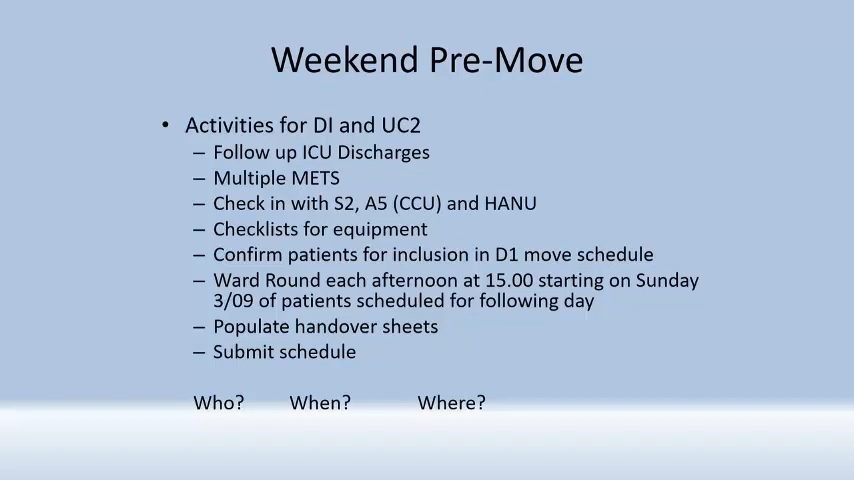 Weekend Pre-Move
• Activities for DI and UC2
– Follow up ICU Discharges
– Multiple METS
– Check in with S2, A5 (CCU) and HANU
– Checklists for equipment
– Confirm patients for inclusion in D1 move schedule
– Ward Round each afternoon at 15.00 starting on Sunday
3/09 of patients scheduled for following day
– Populate handover sheets
– Submit schedule
Who? When? Where?